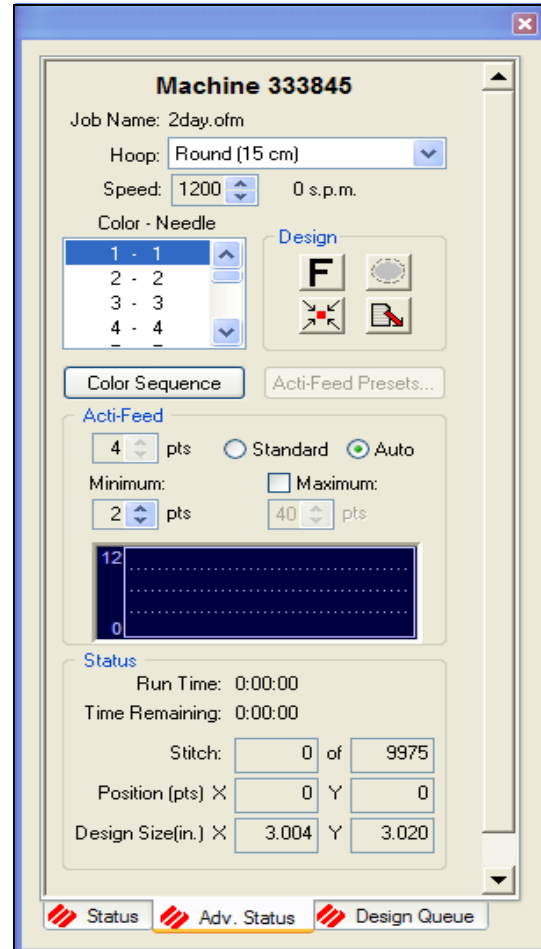 Machine 333845
Job Name: 2day.ofm
Hoop: Round (15 cm)
Speed: 1200 0 s.p.m.
Color - Needle
1 - 1
2 - 2
3 - 3
4 - 4
Design
F
Color Sequence Acti-Feed Presets...
Acti-Feed
4 pts Standard Auto
Minimum: Maximum:
2 pts 40 pts
12
0
Status
Run Time: 0:00:00
Time Remaining: 0:00:00
Stitch: 0 of 9975
Position (pts) X 0 Y 0
Design Size(in.) X 3.004 Y 3.020
Status Adv. Status Design Queue